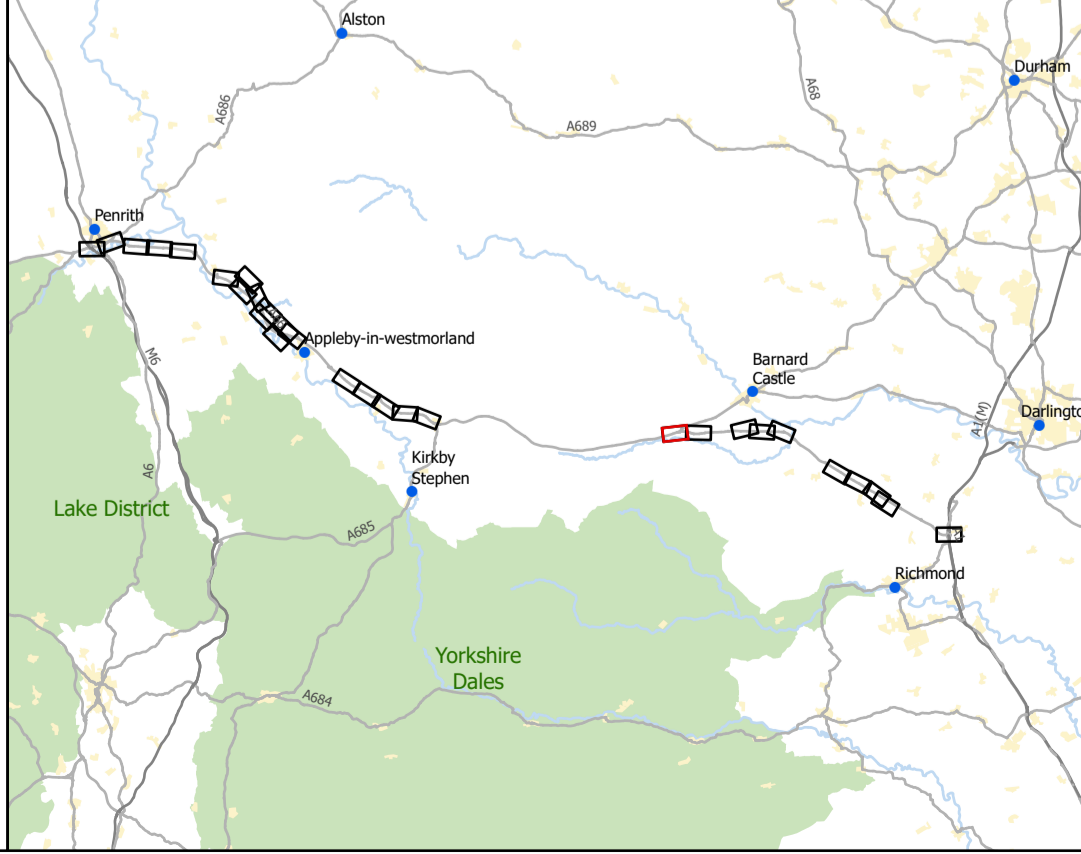 Alston
Durham
A68
A686
A689
Penrith
Appleby-in-westmorland
M6
Barnard
Castle
A1(M)
Darlingto
Kirkby
Stephen
A6
Lake District
A685
Richmond
Yorkshire
Dales
A684